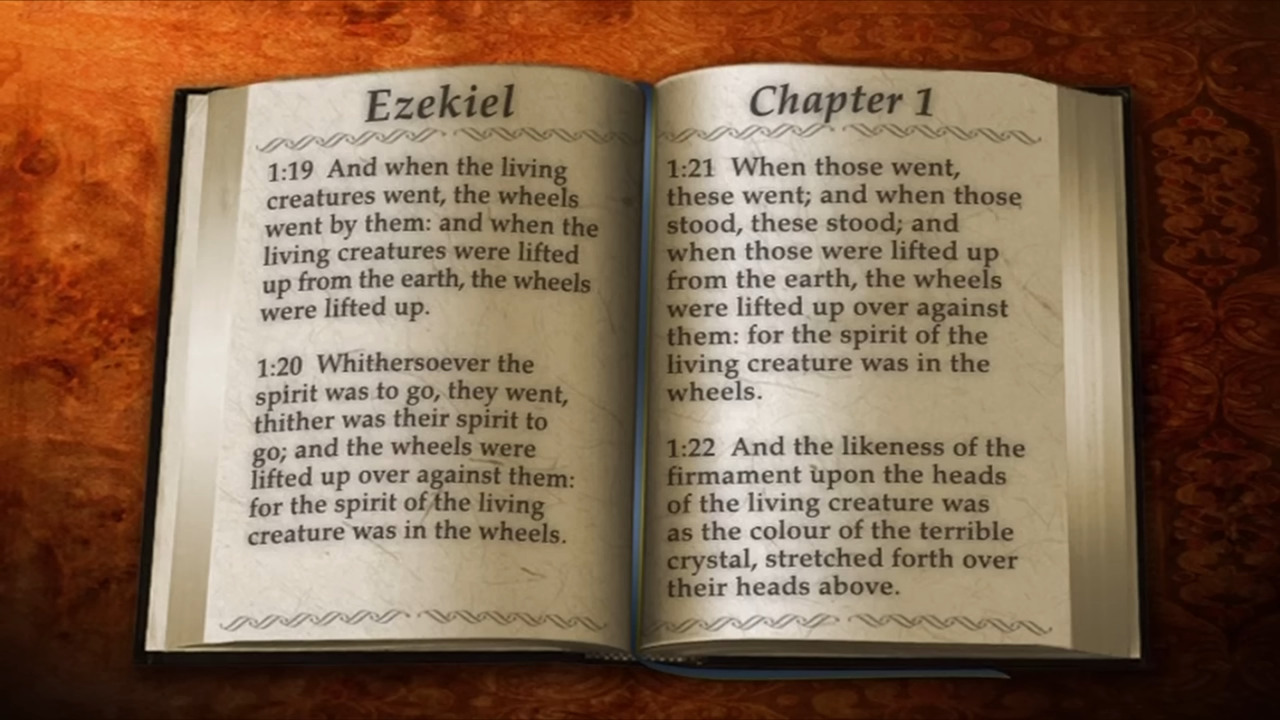 Ezekiel
1:19 And when the living
creatures went, the wheels
went by them: and when the
living creatures were lifted
up from the earth, the wheels
were lifted up.
1:20 Whithersoever the
spirit was to go, they went,
thither was their spirit to
go; and the wheels were
lifted up over against them:
for the spirit of the living
creature was in the wheels.
Chapter 1
1:21 When those went,
these went; and when those
stood, these stood; and
when those were lifted up
from the earth, the wheels
were lifted up over against
them: for the spirit of the
living creature was in the
wheels.
1:22 And the likeness of the
firmament upon the heads
of the living creature was
as the colour of the terrible
crystal, stretched forth over
their heads above.